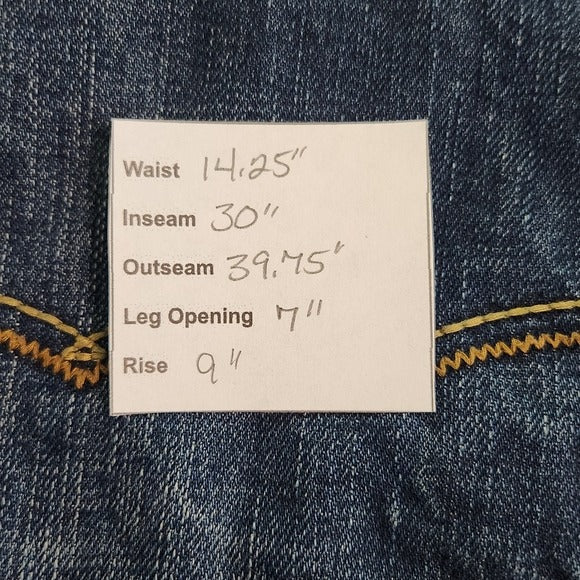 Waist 14.25"
Inseam 30"
Outseam 39.75"
Leg Opening 7"
Rise 9"